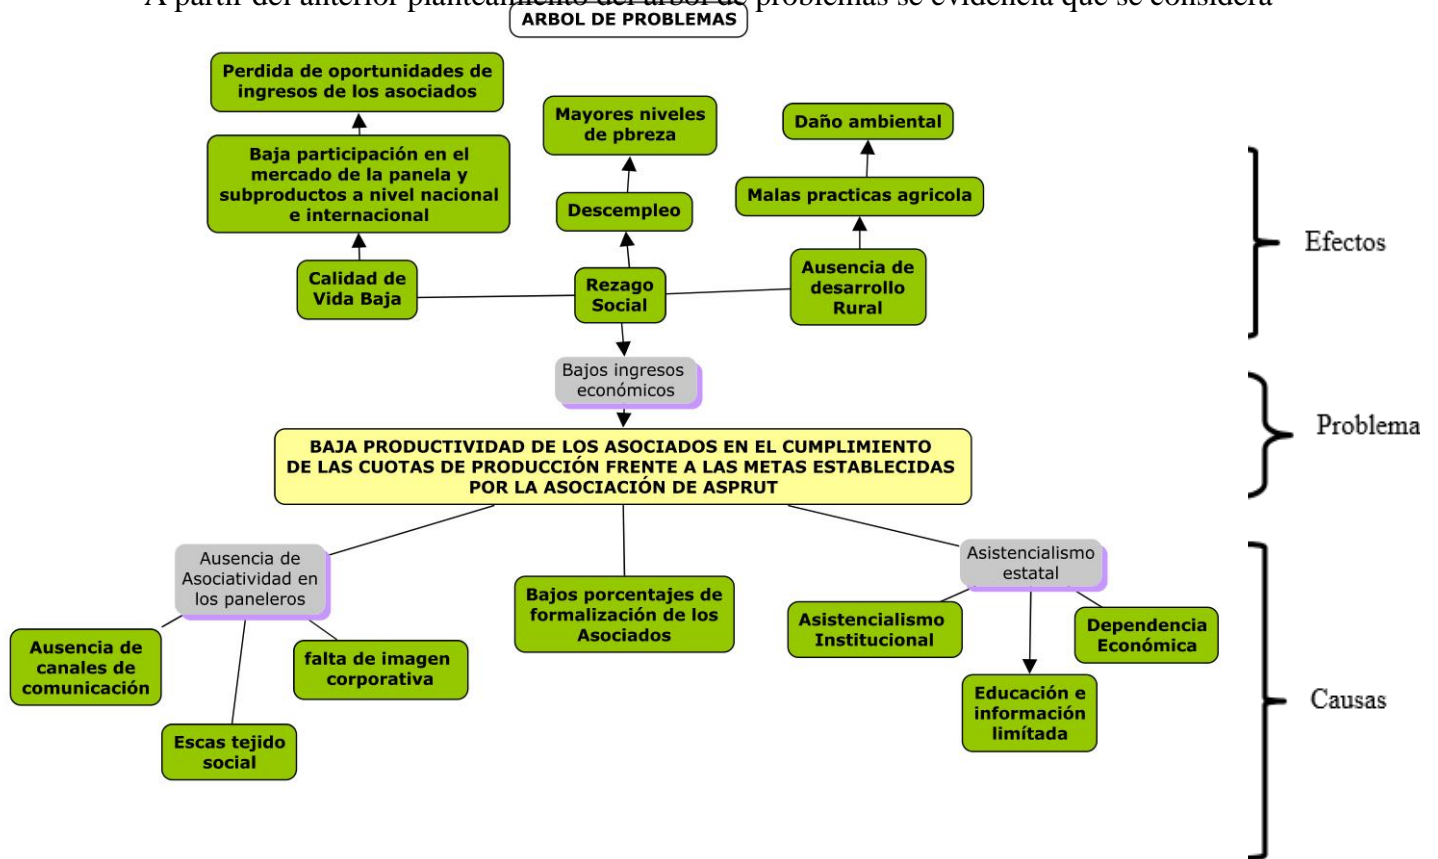 A partir del anterior planteamiento del árbol de problemas se evidencia que se considera
ARBOL DE PROBLEMAS
Perdida de oportunidades de
ingresos de los asociados
Mayores niveles
de pbreza
Daño ambiental
Baja participación en el
mercado de la panela y
subproductos a nivel nacional
e internacional
Descempleo
Malas practicas agricola
Calidad de
Vida Baja
Rezago
Social
Ausencia de
desarrollo
Rural
Efectos
Bajos ingresos
económicos
BAJA PRODUCTIVIDAD DE LOS ASOCIADOS EN EL CUMPLIMIENTO
DE LAS CUOTAS DE PRODUCCIÓN FRENTE A LAS METAS ESTABLECIDAS
POR LA ASOCIACIÓN DE ASPRUT
Problema
Ausencia de
Asociatividad en
los paneleros
Bajos porcentajes de
formalización de los
Asociados
Asistencialismo
estatal
Ausencia de
canales de
comunicación
Escas tejido
social
falta de imagen
corporativa
Asistencialismo
Institucional
Educación e
información
limítada
Dependencia
Económica
Causas